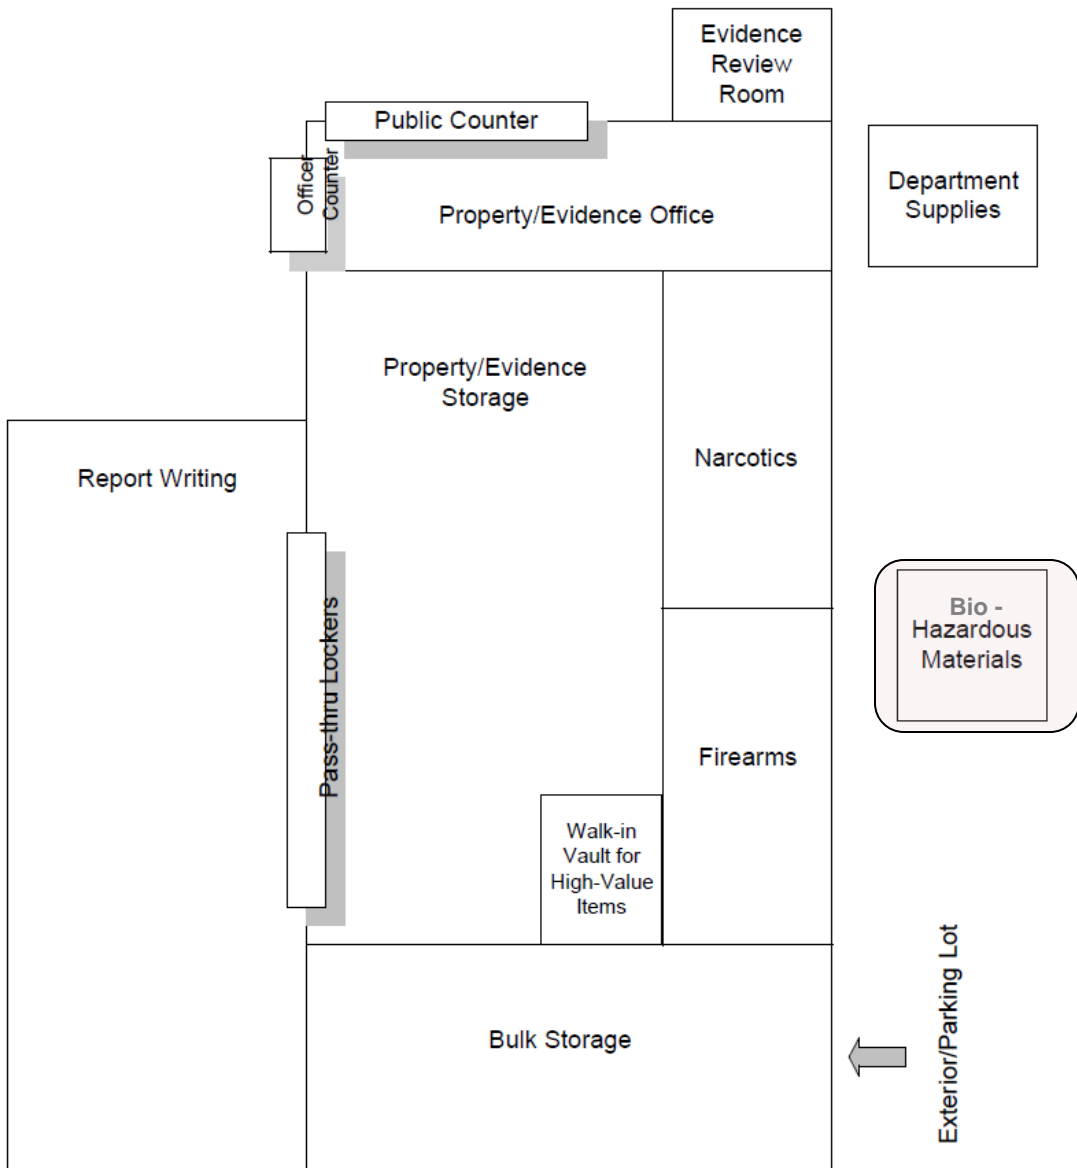 Evidence
Review
Room
Public Counter
Officer
Counter
Property/Evidence Office
Department
Supplies
Property/Evidence
Storage
Narcotics
Report Writing
Pass-thru Lockers
Bio -
Hazardous
Materials
Firearms
Walk-in
Vault for
High-Value
Items
Bulk Storage
Exterior/Parking Lot